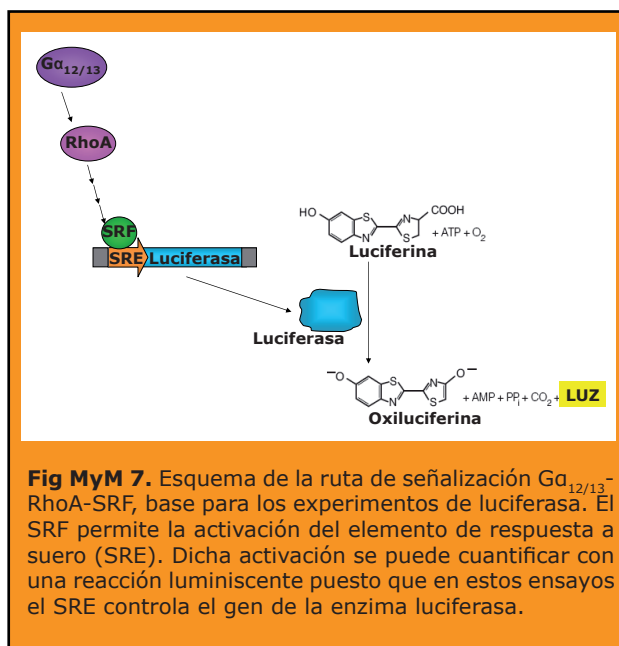 Gα12/13
RhoA
SRF
SRE Luciferasa
HO
S
N
N
S
COOH
+ ATP + O2
Luciferina
Luciferasa
O
S
N
N
S
O
+ AMP + PPi + CO2 + LUZ
Oxiluciferina
Fig MyM 7. Esquema de la ruta de señalización Gα12/13-
RhoA-SRF, base para los experimentos de luciferasa. El
SRF permite la activación del elemento de respuesta a
suero (SRE). Dicha activación se puede cuantificar con
una reacción luminiscente puesto que en estos ensayos
el SRE controla el gen de la enzima luciferasa.